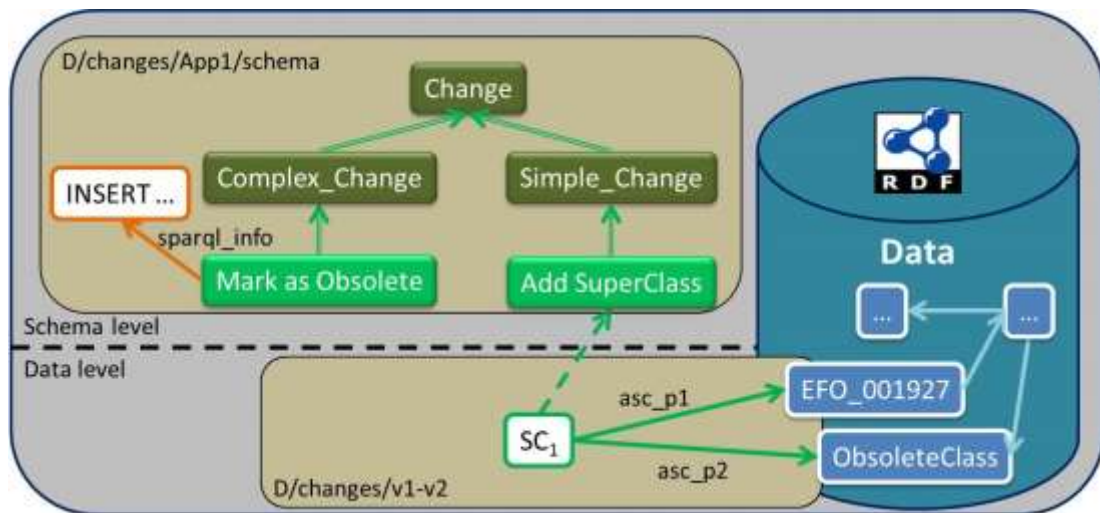 D/changes/App1/schema
Change
Complex_Change
Simple_Change
INSERT ...
sparql_info
Mark as Obsolete
Add SuperClass
RDF
Data
...
...
Schema level
Data level
EFO_001927
asc_p1
SC1
asc_p2
ObsoleteClass
D/changes/v1-v2